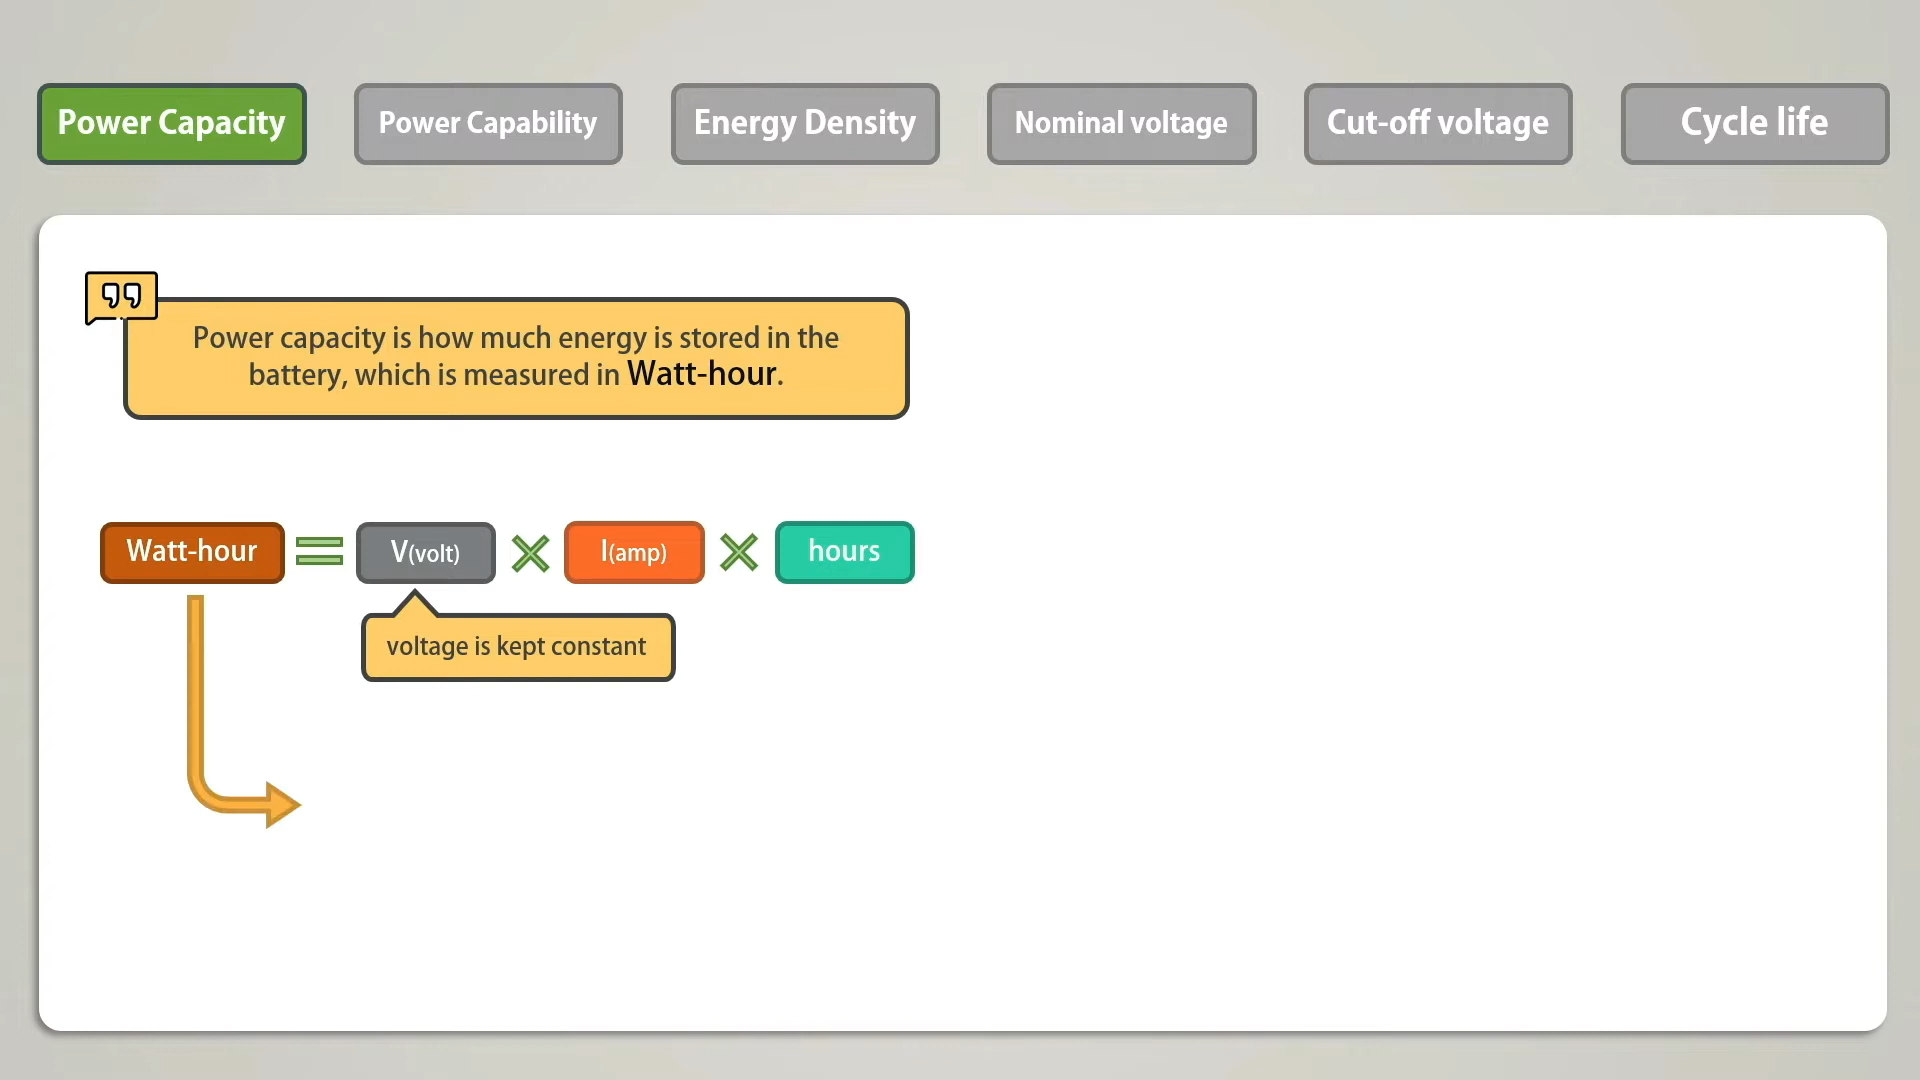 Power Capacity
Power Capability
Energy Density
Nominal voltage
Cut-off voltage
Cycle life
Power capacity is how much energy is stored in the
battery, which is measured in Watt-hour.
Watt-hour = V(volt) × I(amp) × hours
voltage is kept constant